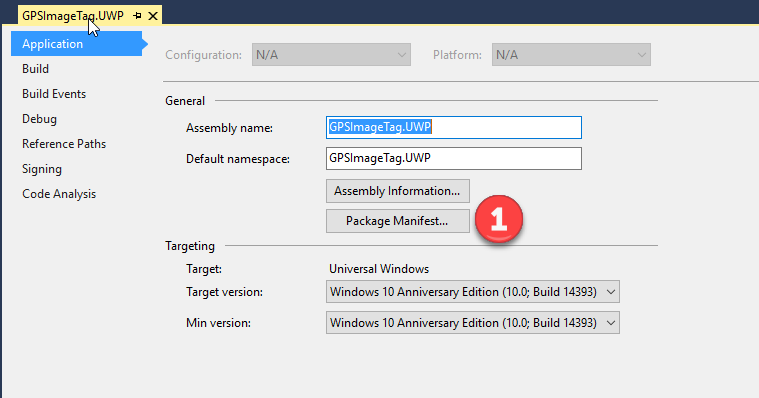 GPSImageTag.UWP
Application
Build
Build Events
Debug
Reference Paths
Signing
Code Analysis
Configuration: N/A Platform: N/A
General
Assembly name: GPSImageTag.UWP
Default namespace: GPSImageTag.UWP
Assembly Information...
Package Manifest... 1
Targeting
Target: Universal Windows
Target version: Windows 10 Anniversary Edition (10.0; Build 14393)
Min version: Windows 10 Anniversary Edition (10.0; Build 14393)